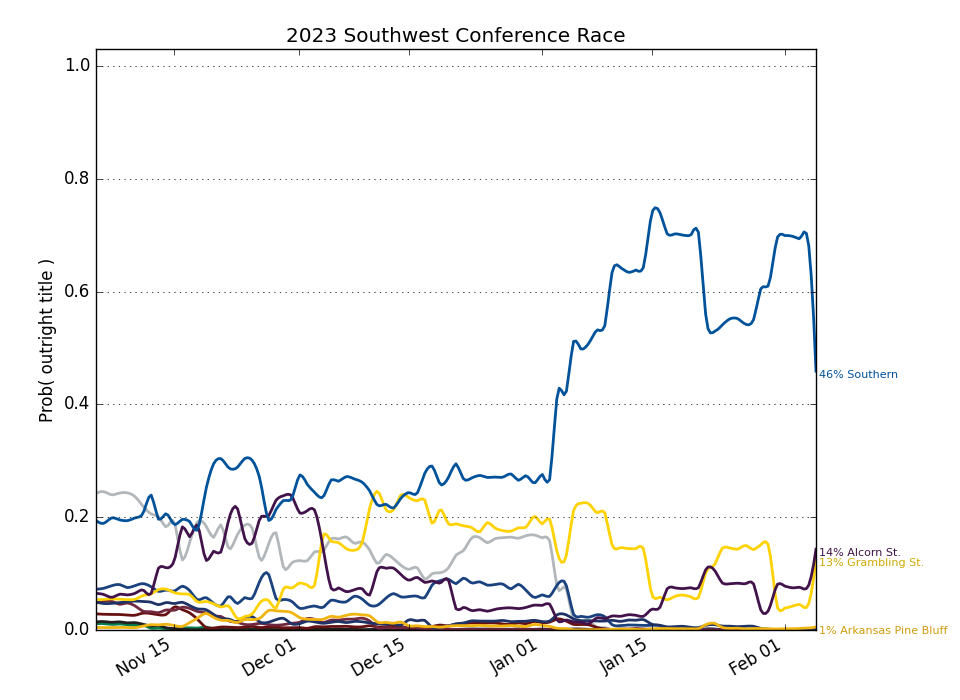 2023 Southwest Conference Race
Prob( outright title )
1.0
0.8
0.6
0.4
0.2
0.0
Nov 15
Dec 01
Dec 15
Jan 01
Jan 15
Feb 01
46% Southern
14% Alcorn St.
13% Grambling St.
1% Arkansas Pine Bluff